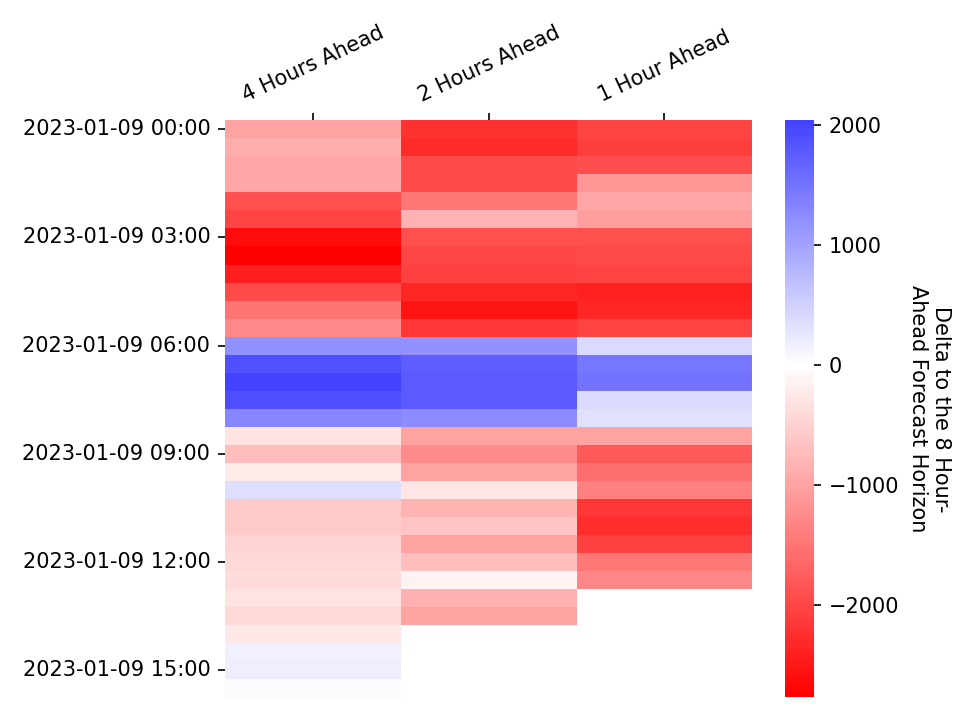 4 Hours Ahead
2 Hours Ahead
1 Hour Ahead
2023-01-09 00:00
2023-01-09 03:00
2023-01-09 06:00
2023-01-09 09:00
2023-01-09 12:00
2023-01-09 15:00
2000
1000
0
−1000
−2000
Delta to the 8 Hour-
Ahead Forecast Horizon